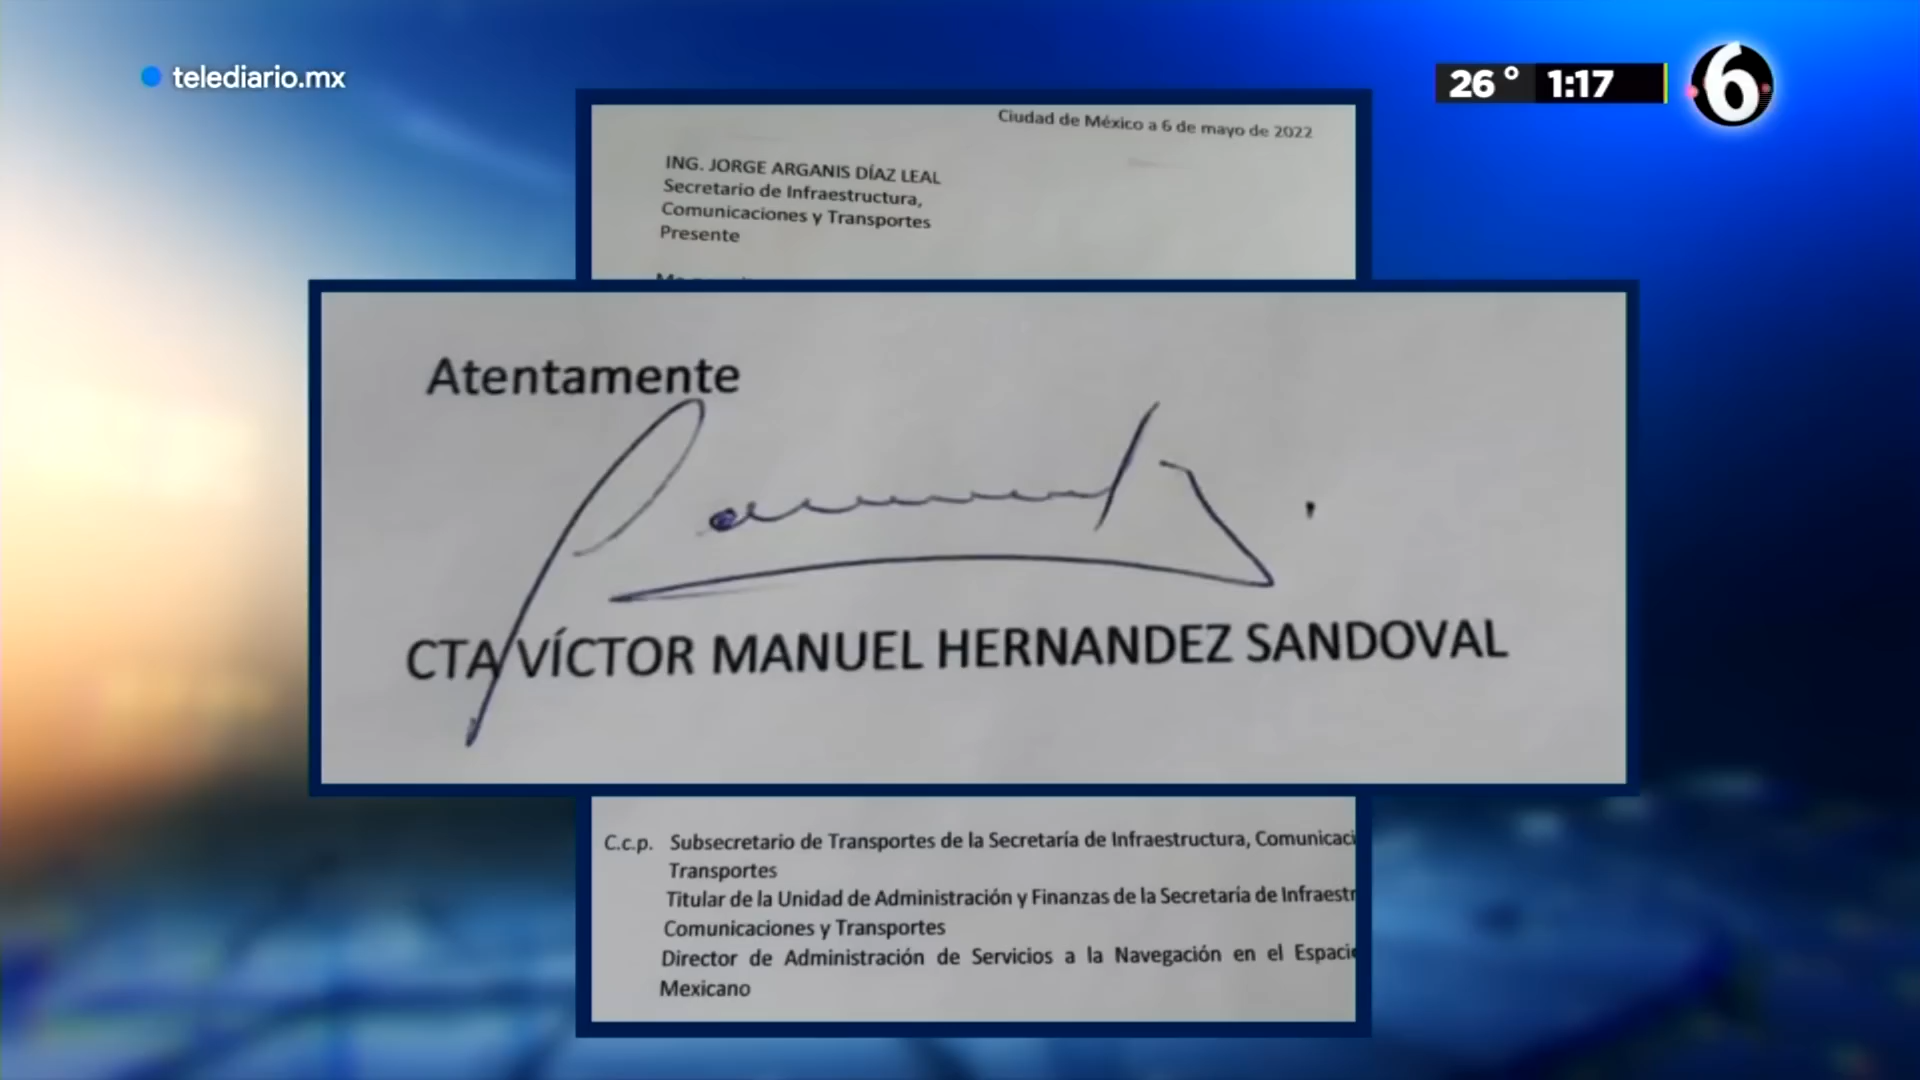 telediario.mx
26° 1:17
6
Ciudad de México a 6 de mayo de 2022
ING. JORGE ARGANIS DÍAZ LEAL
Secretario de Infraestructura,
Comunicaciones y Transportes
Presente
Atentamente
CTA VÍCTOR MANUEL HERNANDEZ SANDOVAL
C.c.p. Subsecretario de Transportes de la Secretaría de Infraestructura, Comunicaci
Transportes
Titular de la Unidad de Administración y Finanzas de la Secretaría de Infraestr
Comunicaciones y Transportes
Director de Administración de Servicios a la Navegación en el Espacio
Mexicano